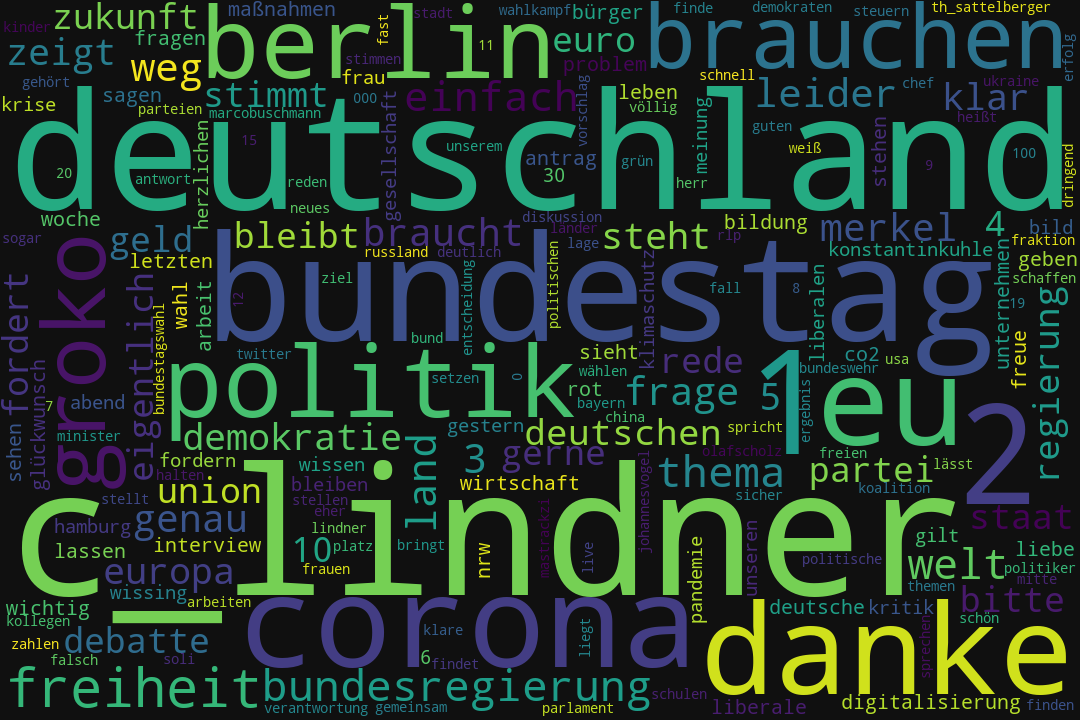 kinder
zukunft
maßnahmen
berlin
fast
stadt
wahlkampf
bürger
finde
demokraten
steuern
th_sattelberger
brauchen
erfolg
fragen
zeigt
weg
11
stimmen
euro
problem
gehört
frau
schnell
chef
ukraine
krise
sagen
parteien
stimmt
000
einfach
vorschlag
leben
völlig
leider
klar
heißt
marcobuschmann
deutschland
15
herzlichen
gesellschaft
unserem
antrag
grün
meinung
guten
weiß
stehen
100
dringend
20
antwort
reden
30
herr
9
neues
woche
diskussion
bildung
merkel
4
bild
sogar
groko
geld
bleibt
braucht
länder
steht
rlp
konstantinkuhle
fraktion
letzten
russland
deutlich
lage
geben
bundestag
eigentlich
wahl
arbeit
12
ziel
entscheidung
politischen
klimaschutz
fall
8
liberalen
unternehmen
schaffen
19
regierung
fordert
sehen
bundestagswahl
bund
twitter
sieht
rede
co2
usa
freue
politik
setzen
0
wählen
bundeswehr
1
eu
glückwunsch
7
abend
rot
frage
5
ergebnis
bayern
china
2
minister
demokratie
gestern
deutschen
spricht
freien
fordern
land
wissen
3
gerne
olafscholz
thema
partei
lässt
halten
bleiben
wirtschaft
johannesvogel
sicher
koalition
c_lindner
stellt
union
stellen
eher
mastrackzi
staat
hamburg
genau
lindner
gilt
lassen
interview
10
platz
bringt
nrw
live
pandemie
unseren
politische
welt
liebe
politiker
frauen
europa
themen
mitte
wissing
arbeiten
corona
bitte
wichtig
deutsche
kritik
kollegen
danke
schön
debatte
klare
zahlen
liegt
sprechen
falsch
soli
6
findet
freiheit
bundesregierung
schulen
digitalisierung
verantwortung
gemeinsam
parlament
liberale
finden